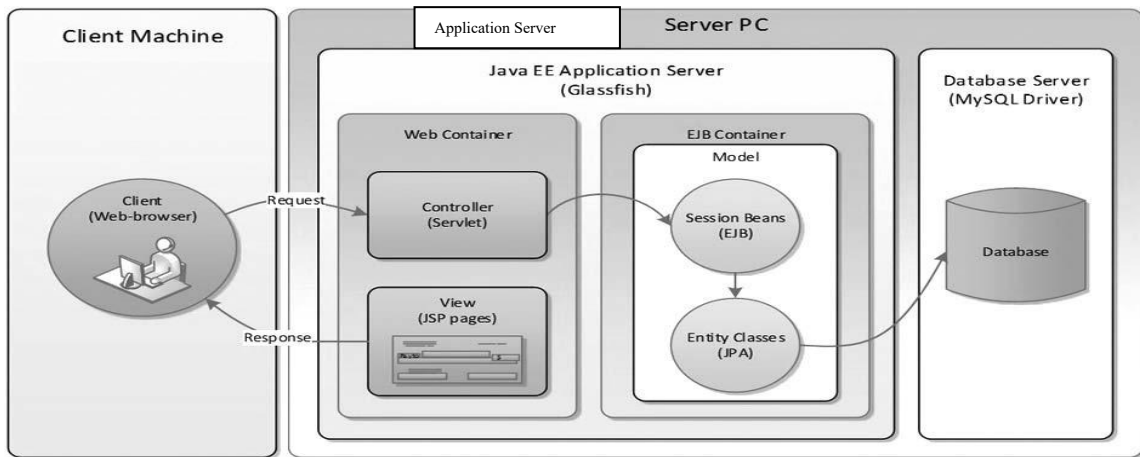 Client Machine
Application Server
Server PC
Java EE Application Server
(Glassfish)
Database Server
(MySQL Driver)
Web Container
EJB Container
Model
Client
(Web-browser)
Request
Controller
(Servlet)
Session Beans
(EJB)
Database
View
(JSP pages)
Response
Entity Classes
(JPA)